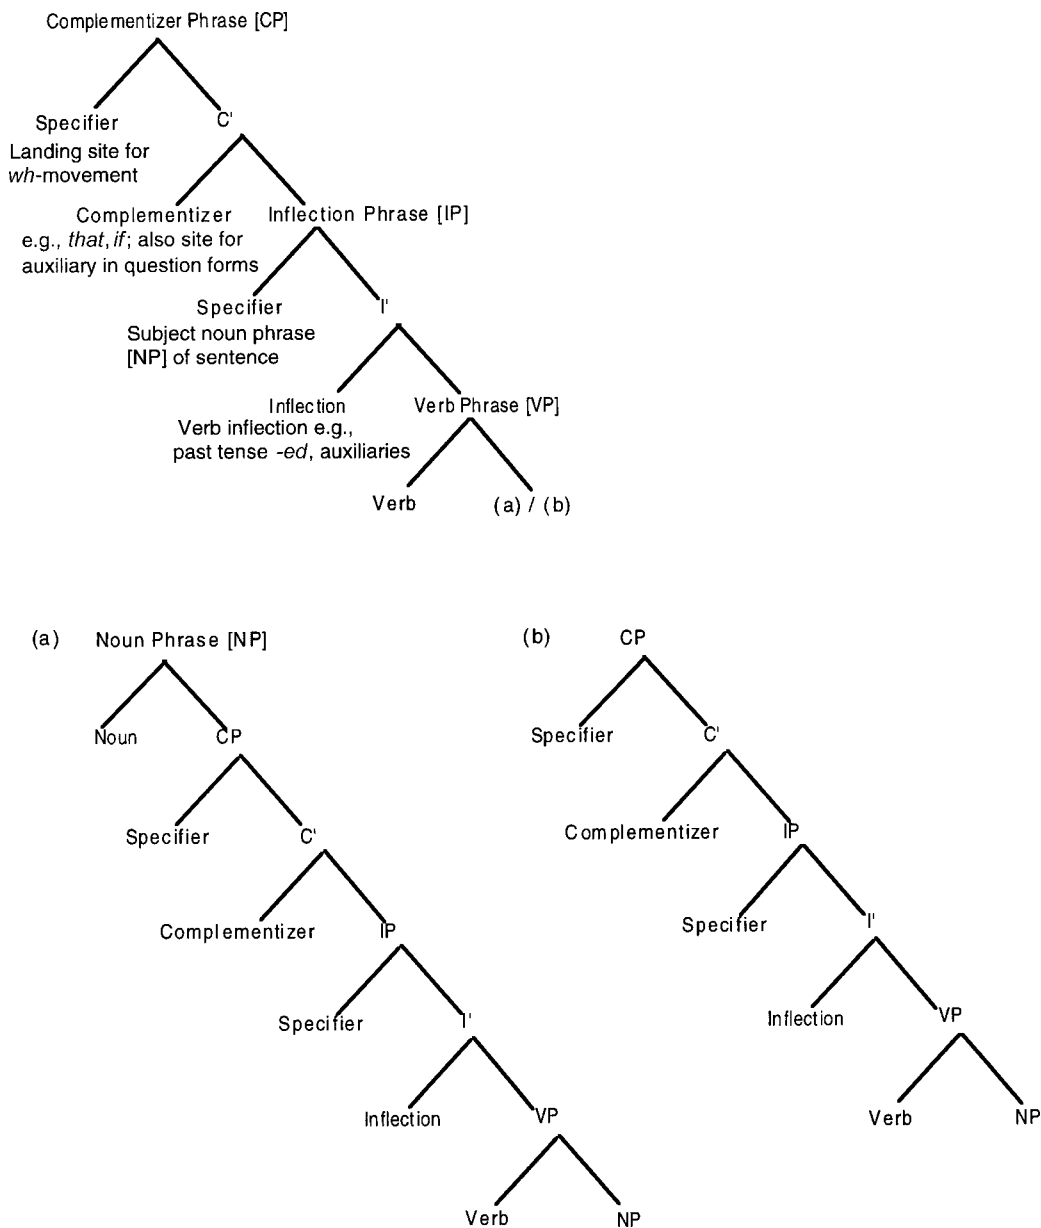 Complementizer Phrase [CP]
Specifier
C'
Landing site for
wh-movement
Complementizer
Inflection Phrase [IP]
e.g., that, if; also site for
auxiliary in question forms
Specifier
I'
Subject noun phrase
[NP] of sentence
Inflection
Verb Phrase [VP]
Verb inflection e.g.,
past tense -ed, auxiliaries
Verb
(a) / (b)
(a)
Noun Phrase [NP]
Noun
CP
Specifier
C'
Complementizer
IP
Specifier
I'
Inflection
VP
Verb
NP
(b)
CP
Specifier
C'
Complementizer
IP
Specifier
I'
Inflection
VP
Verb
NP